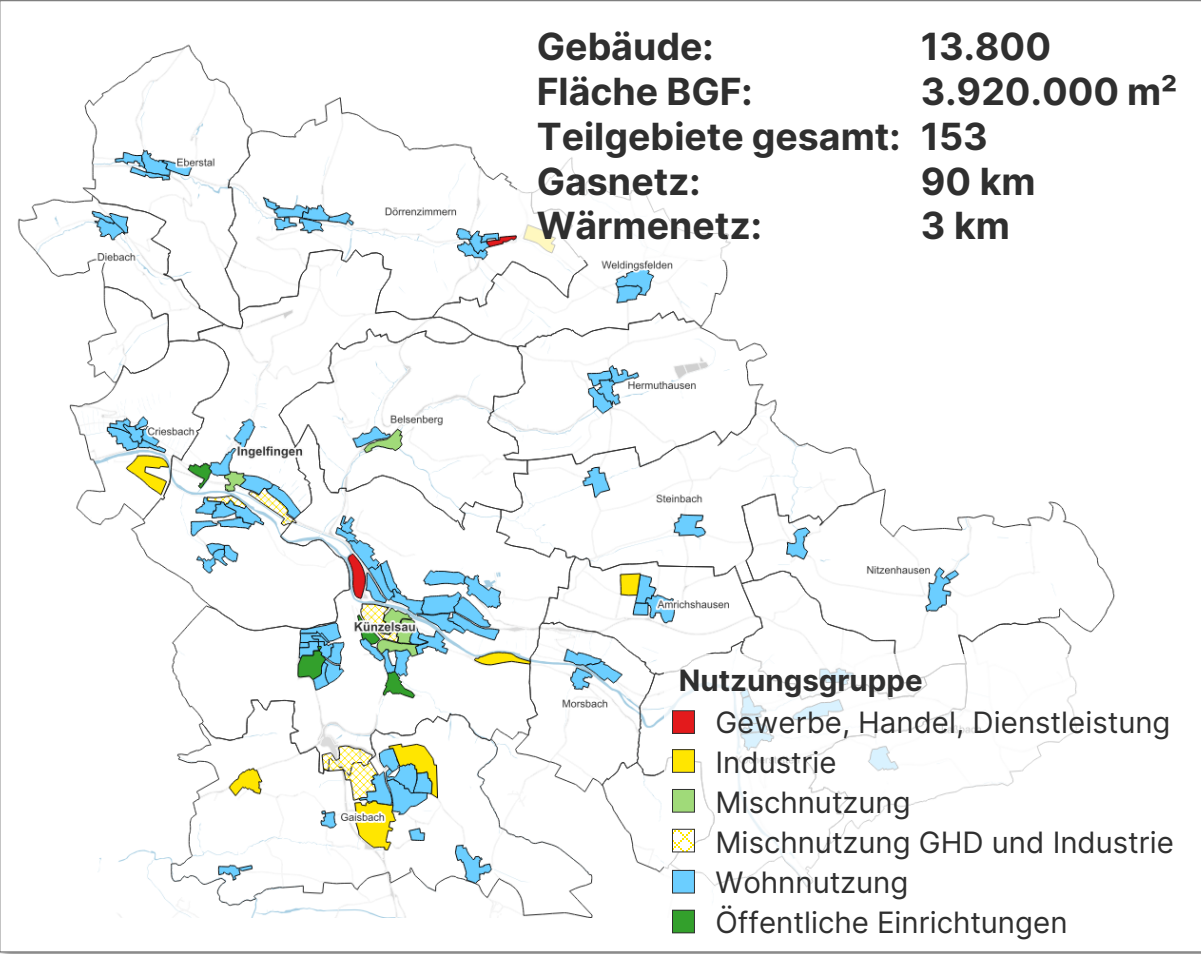 Gebäude: 13.800
Fläche BGF: 3.920.000 m²
Teilgebiete gesamt: 153
Gasnetz: 90 km
Wärmenetz: 3 km
Eberstal
Dörrenzimmern
Diebach
Weldingsfelden
Hermuthausen
Belsenberg
Criesbach
Ingelfingen
Steinbach
Nitzenhausen
Amrichshausen
Künzelsau
Morsbach
Gaisbach
Nutzungsgruppe
Gewerbe, Handel, Dienstleistung
Industrie
Mischnutzung
Mischnutzung GHD und Industrie
Wohnnutzung
Öffentliche Einrichtungen